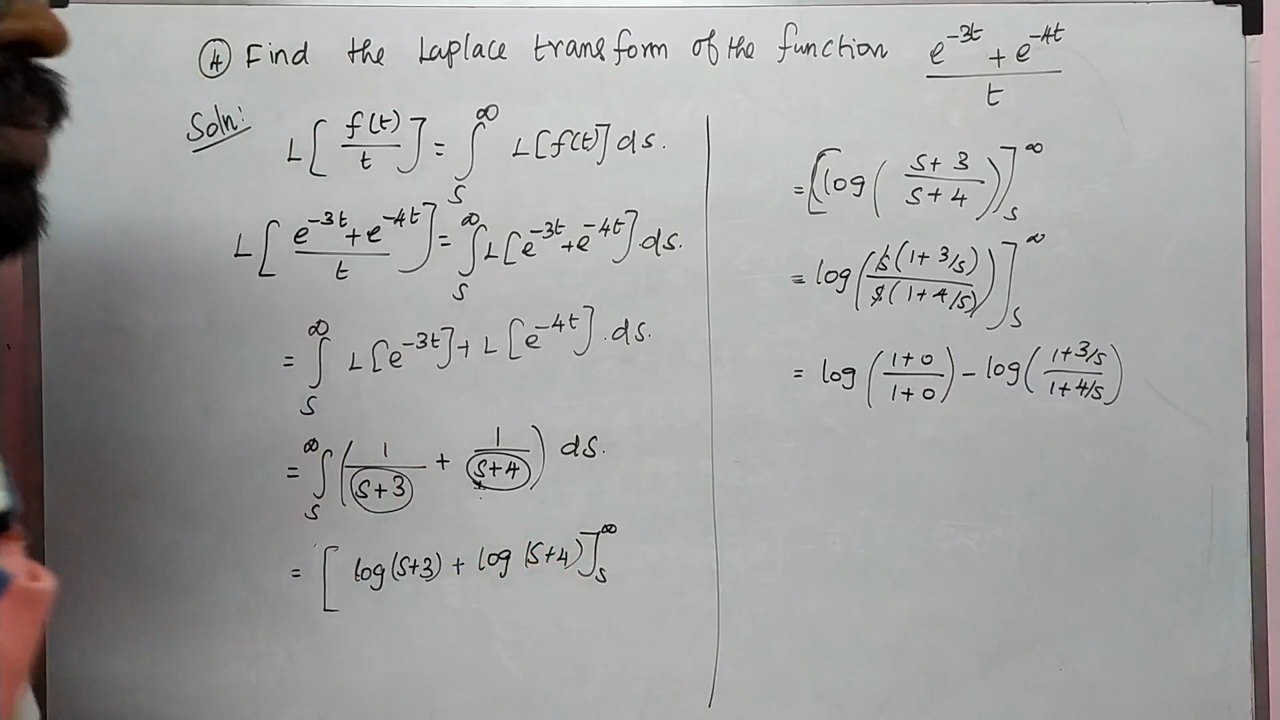 ④ Find the Laplace transform of the function (e^{-3t} + e^{-4t})/t
Soln:
L[f(t)/t] = ∫_s^∞ L[f(t)] ds.
L[(e^{-3t} + e^{-4t})/t] = ∫_s^∞ L[e^{-3t} + e^{-4t}] ds.
= ∫_s^∞ L[e^{-3t}] + L[e^{-4t}] . ds.
= ∫_s^∞ (1/(s+3) + 1/(s+4)) ds.
= [log(s+3) + log(s+4)]_s^∞
= [log((s+3)/(s+4))]_s^∞
= log(s(1+3/s)/s(1+4/s))]_s^∞
= log((1+0)/(1+0)) - log((1+3/s)/(1+4/s))